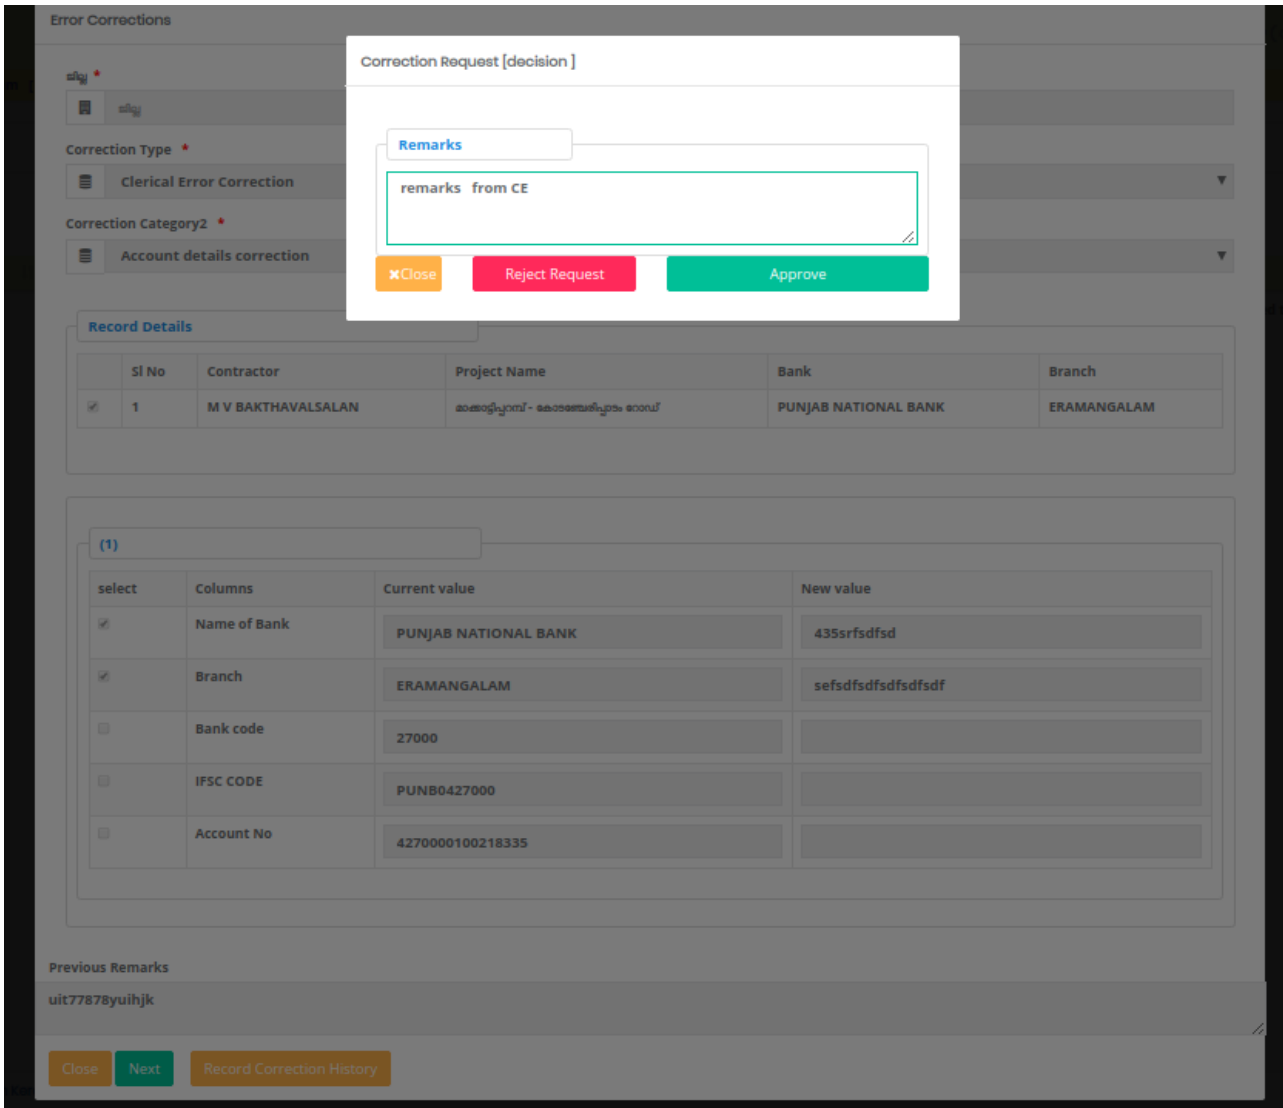 Error Corrections
Correction Request [decision ]
ജില്ല *
ജില്ല
Correction Type *
Clerical Error Correction
Correction Category2 *
Account details correction
Remarks
remarks from CE
✖Close Reject Request Approve
Record Details
Sl No Contractor Project Name Bank Branch
1 M V BAKTHAVALSALAN മാക്കാട്ടിപ്പറമ്പ് - കോടഞ്ചേരിപ്പാടം റോഡ് PUNJAB NATIONAL BANK ERAMANGALAM
(1)
select Columns Current value New value
Name of Bank PUNJAB NATIONAL BANK 435srfsdfsd
Branch ERAMANGALAM sefsdfsdfsdfsdfsdf
Bank code 27000
IFSC CODE PUNB0427000
Account No 4270000100218335
Previous Remarks
uit77878yuihjk
Close Next Record Correction History